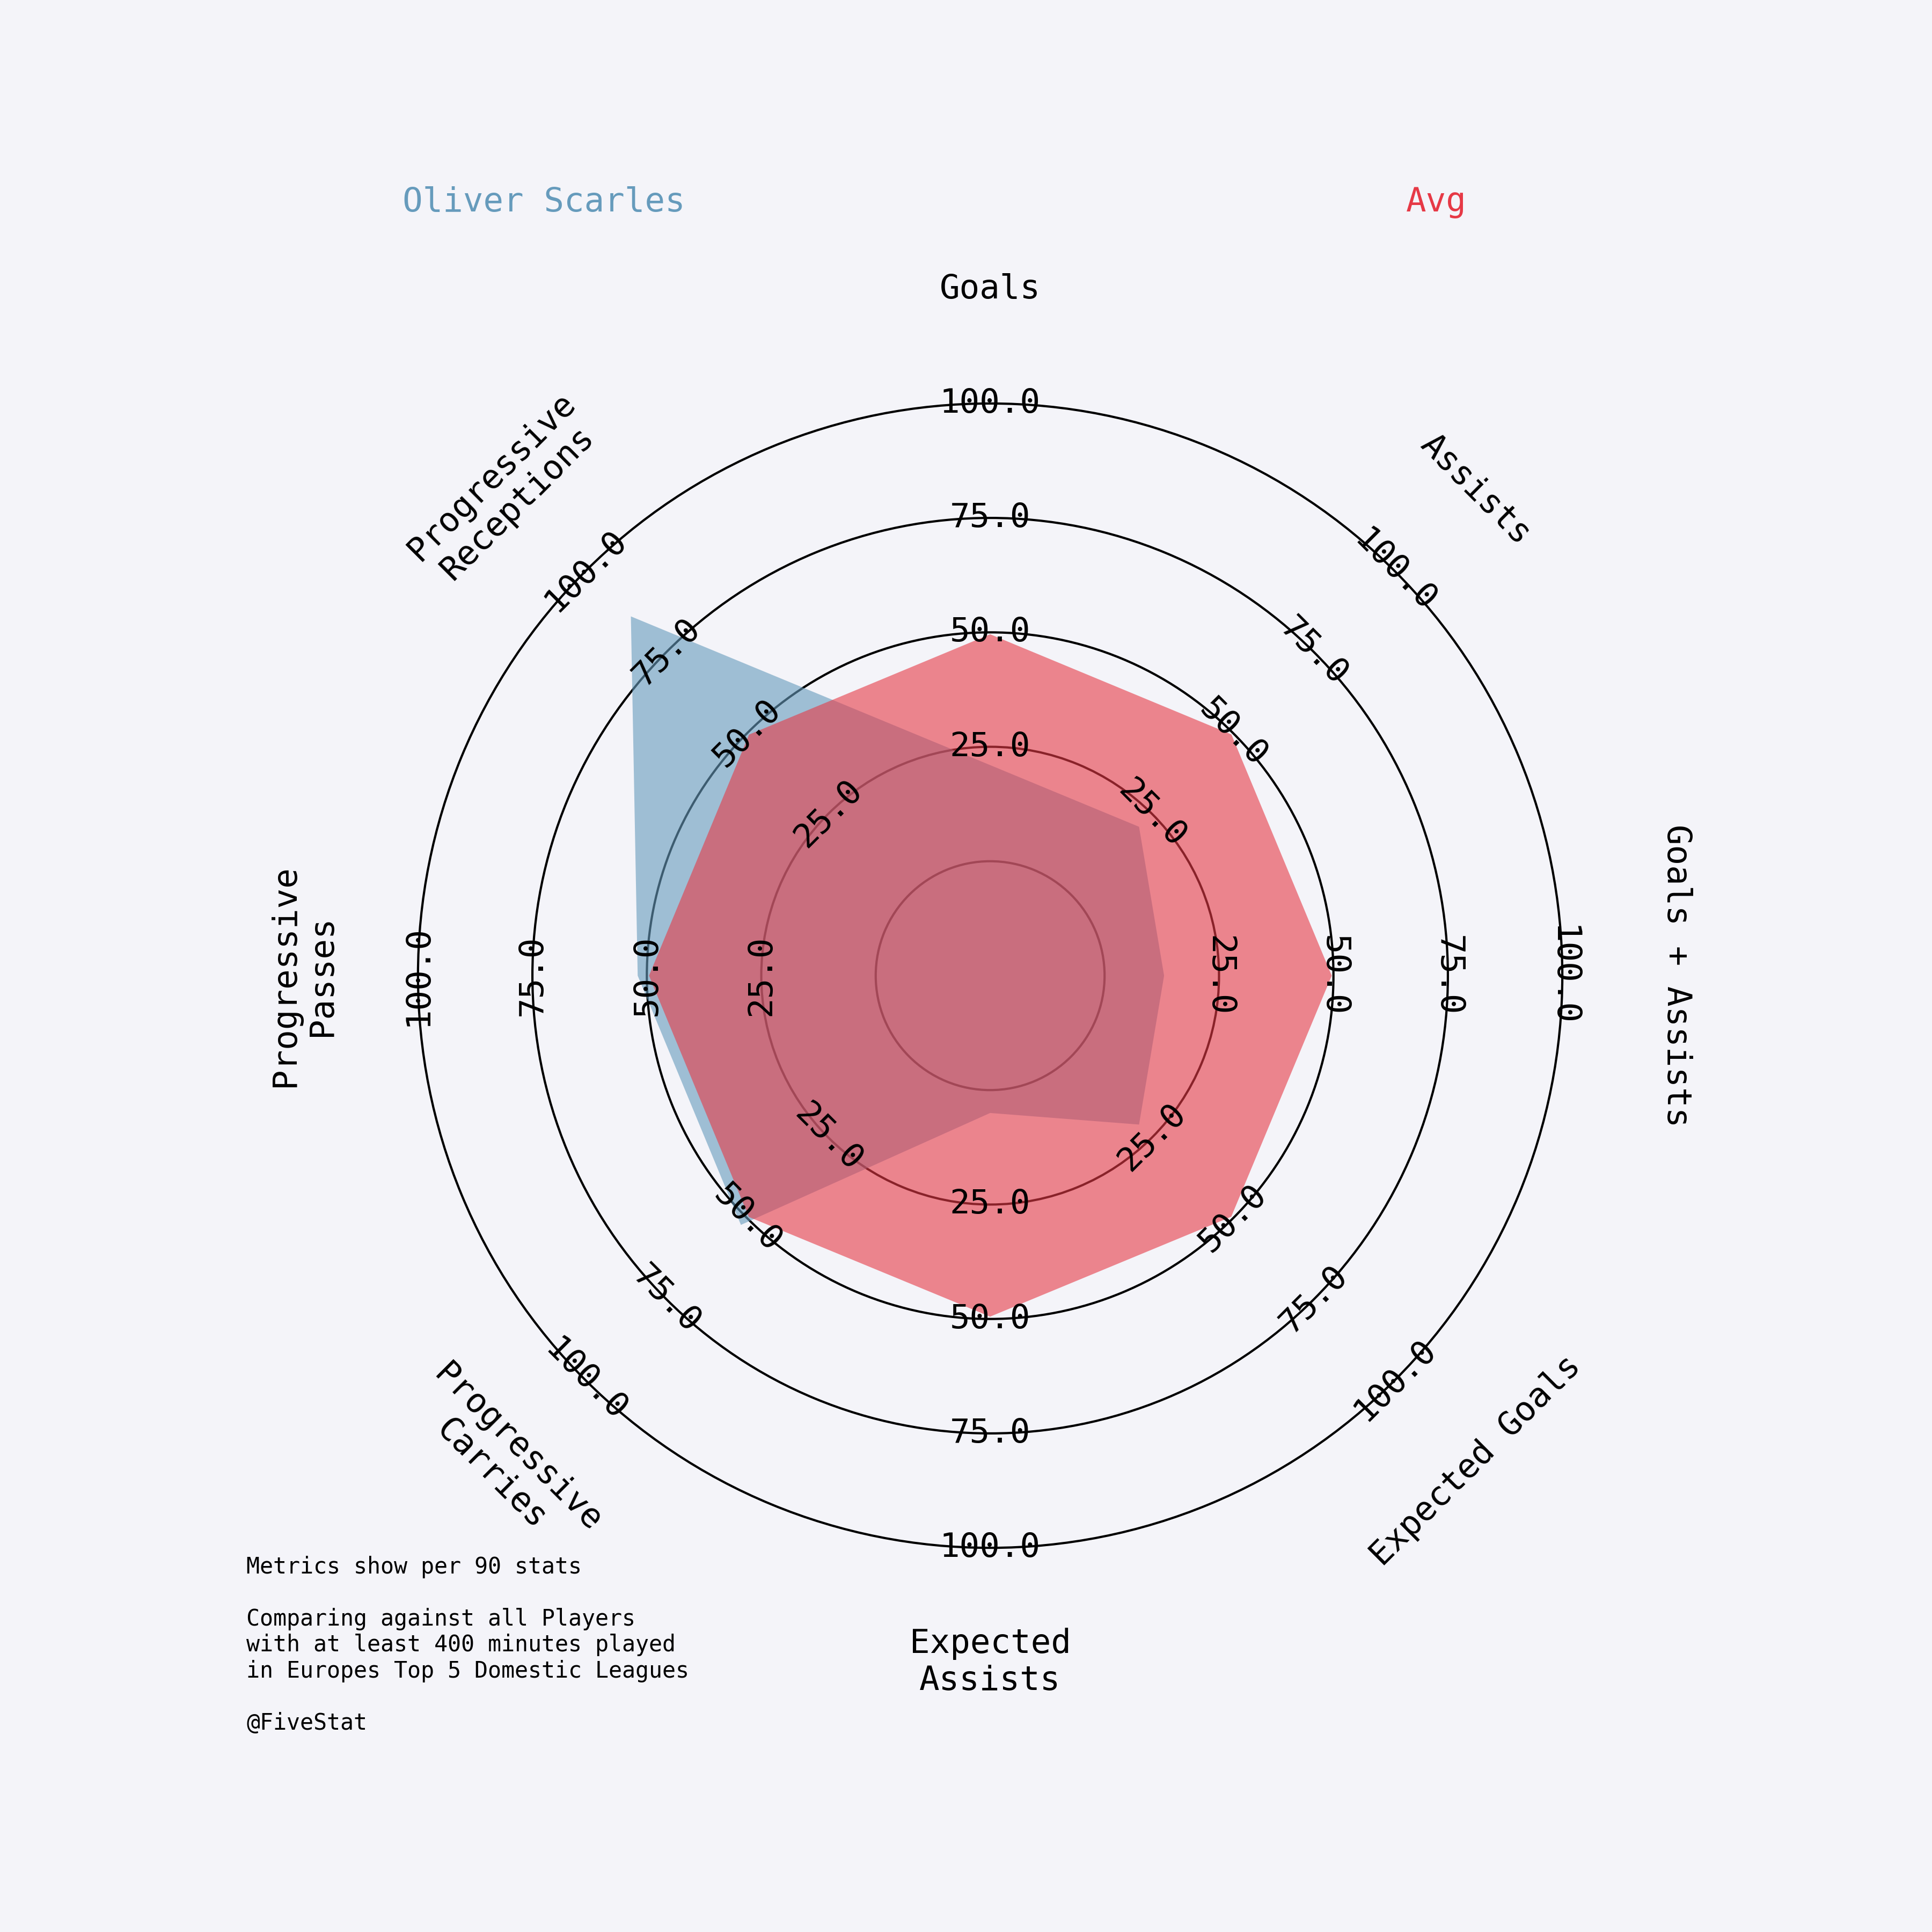 Oliver Scarles
Avg
Goals
Assists
Goals + Assists
Expected Goals
Expected
Assists
Progressive
Carries
Progressive
Passes
Progressive
Receptions
25.0
50.0
75.0
100.0
25.0
50.0
75.0
100.0
25.0
50.0
75.0
100.0
25.0
50.0
75.0
100.0
25.0
50.0
75.0
100.0
25.0
50.0
75.0
100.0
25.0
50.0
75.0
100.0
25.0
50.0
75.0
100.0
Metrics show per 90 stats
Comparing against all Players
with at least 400 minutes played
in Europes Top 5 Domestic Leagues
@FiveStat